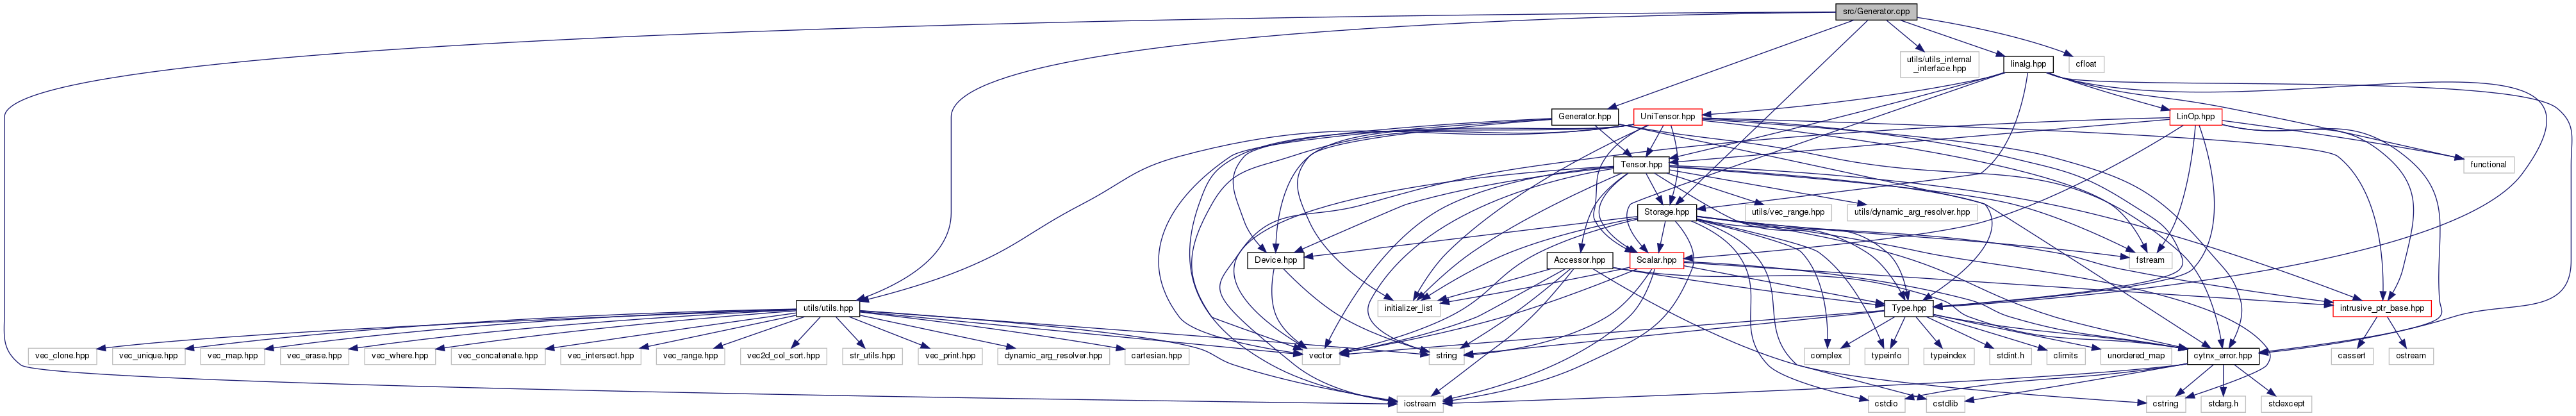 src/Generator.cpp
utils/utils_internal
_interface.hpp
linalg.hpp
cfloat
Generator.hpp
UniTensor.hpp
LinOp.hpp
Tensor.hpp
functional
Storage.hpp
utils/vec_range.hpp
utils/dynamic_arg_resolver.hpp
Device.hpp
Accessor.hpp
Scalar.hpp
fstream
utils/utils.hpp
initializer_list
Type.hpp
intrusive_ptr_base.hpp
vec_clone.hpp
vec_unique.hpp
vec_map.hpp
vec_erase.hpp
vec_where.hpp
vec_concatenate.hpp
vec_intersect.hpp
vec_range.hpp
vec2d_col_sort.hpp
str_utils.hpp
vec_print.hpp
dynamic_arg_resolver.hpp
cartesian.hpp
vector
string
complex
typeinfo
typeindex
stdint.h
climits
unordered_map
cytnx_error.hpp
cassert
ostream
iostream
cstdio
cstdlib
cstring
stdarg.h
stdexcept